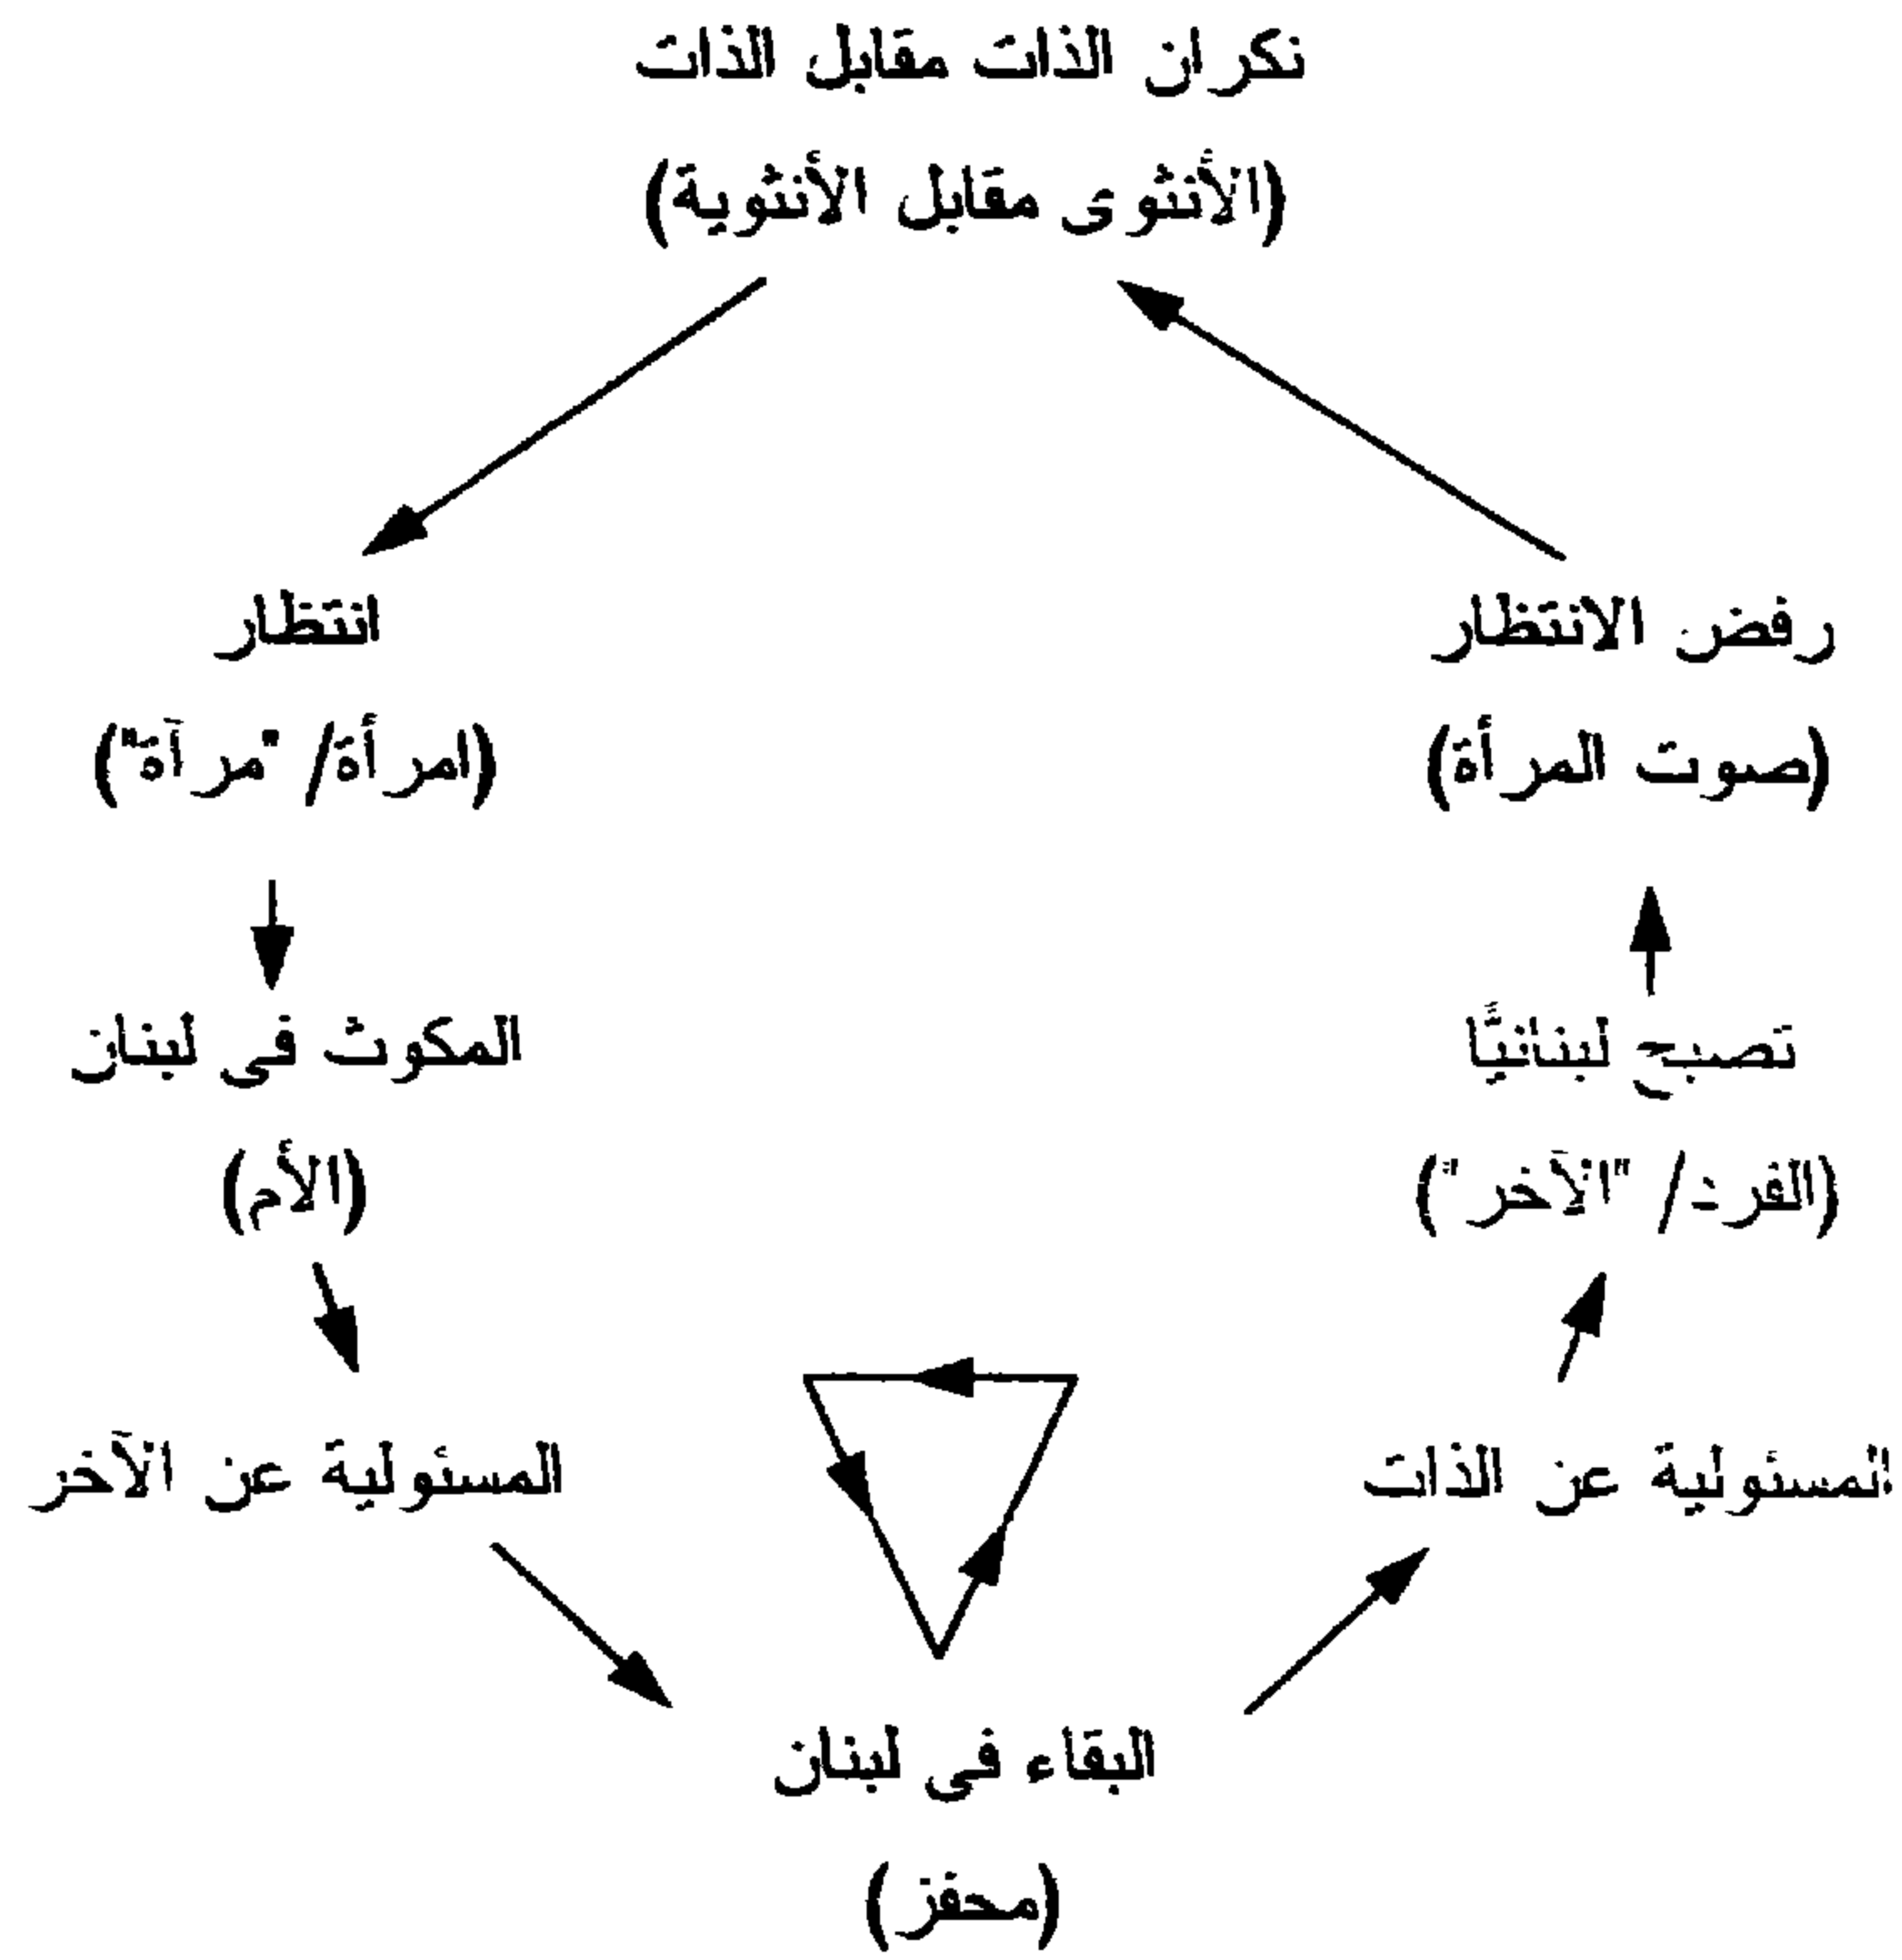 نكران الذات مقابل الذات
(الأنثوى مقابل الأنثوية)
رفض الانتظار
انتظار
(صوت المرأة)
(امرأة/ "مرآة")
تصبح لبنانيًّا
المكوث فى لبنان
(الفرد/ "الآخر")
(الأم)
المسئولية عن الذات
المسئولية عن الآخر
البقاء فى لبنان
(محفز)